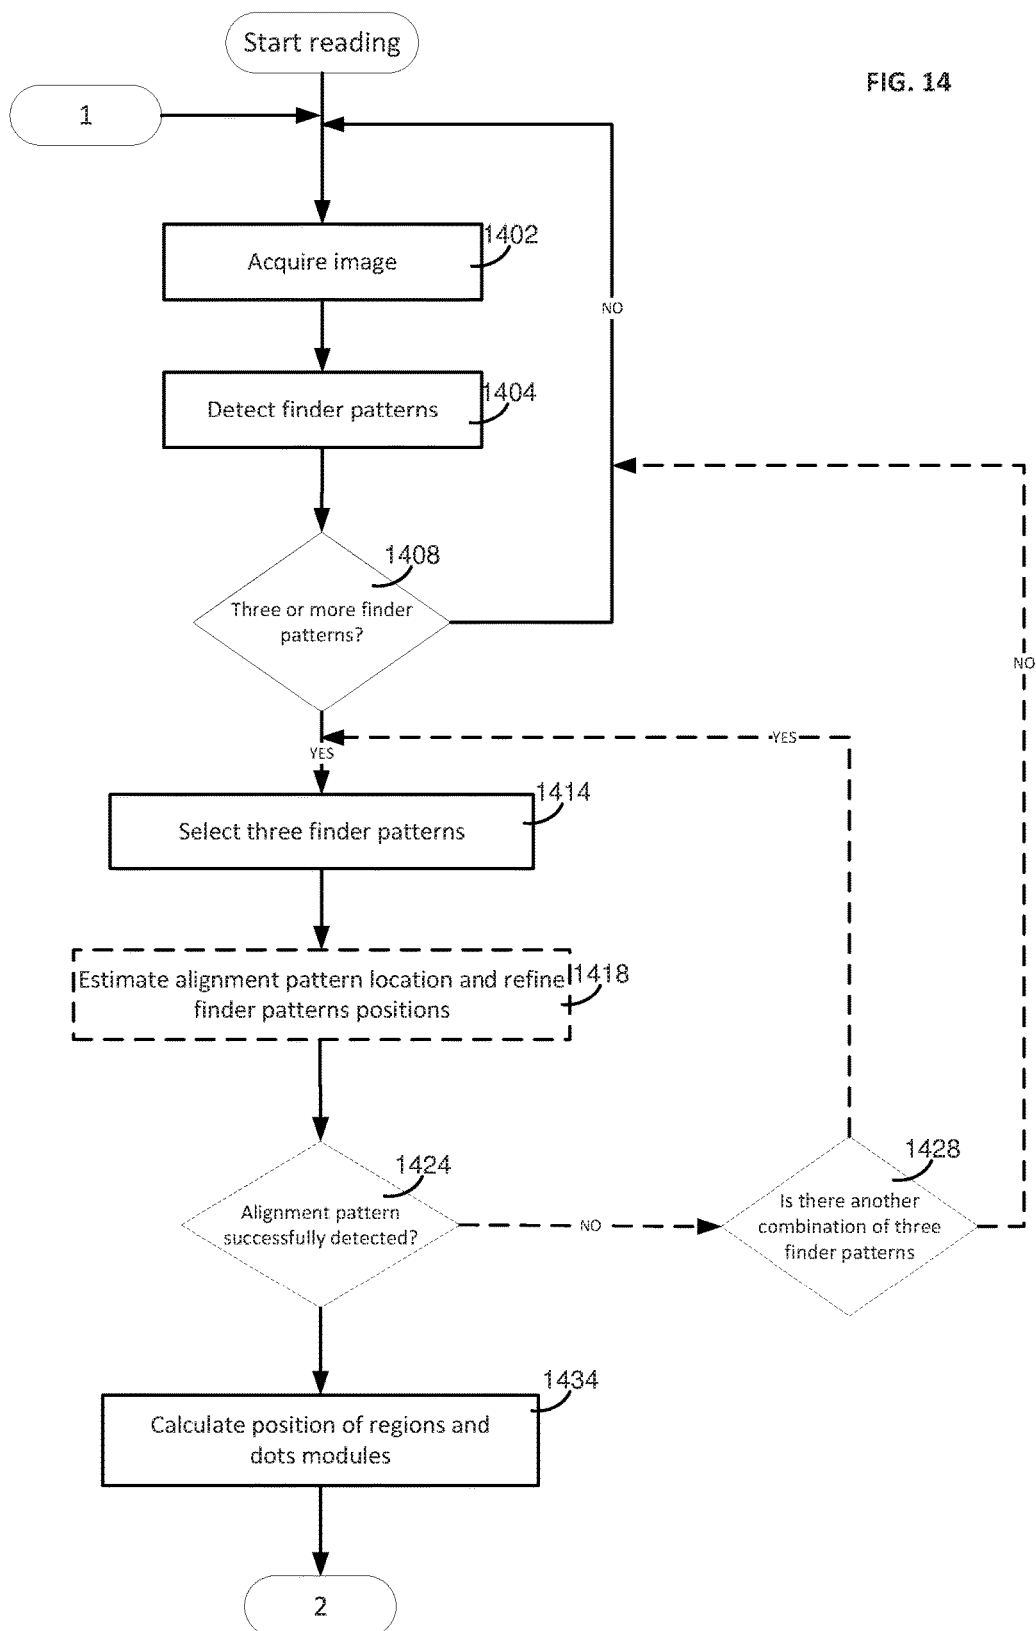 Start reading
FIG. 14
1
1402
Acquire image
NO
1404
Detect finder patterns
1408
Three or more finder
patterns?
NO
YES
YES
1414
Select three finder patterns
1418
Estimate alignment pattern location and refine
finder patterns positions
1424
Alignment pattern
successfully detected?
NO
1428
Is there another
combination of three
finder patterns
1434
Calculate position of regions and
dots modules
2